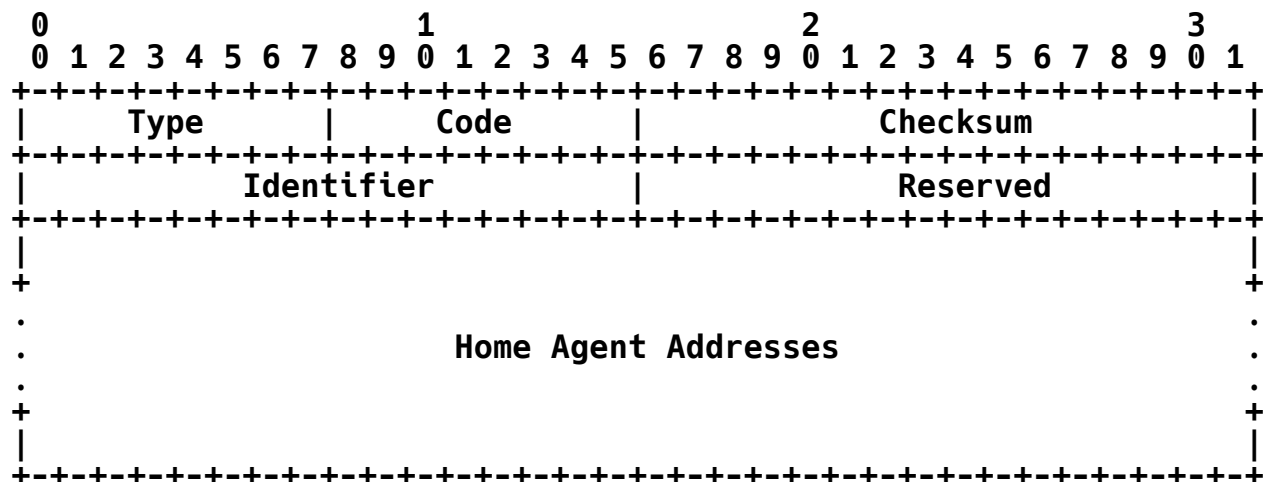 0                   1                   2                   3
 0 1 2 3 4 5 6 7 8 9 0 1 2 3 4 5 6 7 8 9 0 1 2 3 4 5 6 7 8 9 0 1
+-+-+-+-+-+-+-+-+-+-+-+-+-+-+-+-+-+-+-+-+-+-+-+-+-+-+-+-+-+-+-+-+
|     Type      |     Code      |            Checksum           |
+-+-+-+-+-+-+-+-+-+-+-+-+-+-+-+-+-+-+-+-+-+-+-+-+-+-+-+-+-+-+-+-+
|           Identifier          |             Reserved          |
+-+-+-+-+-+-+-+-+-+-+-+-+-+-+-+-+-+-+-+-+-+-+-+-+-+-+-+-+-+-+-+-+
|                                                               |
+                                                               +
.                                                               .
.                      Home Agent Addresses                     .
.                                                               .
+                                                               +
|                                                               |
+-+-+-+-+-+-+-+-+-+-+-+-+-+-+-+-+-+-+-+-+-+-+-+-+-+-+-+-+-+-+-+-+